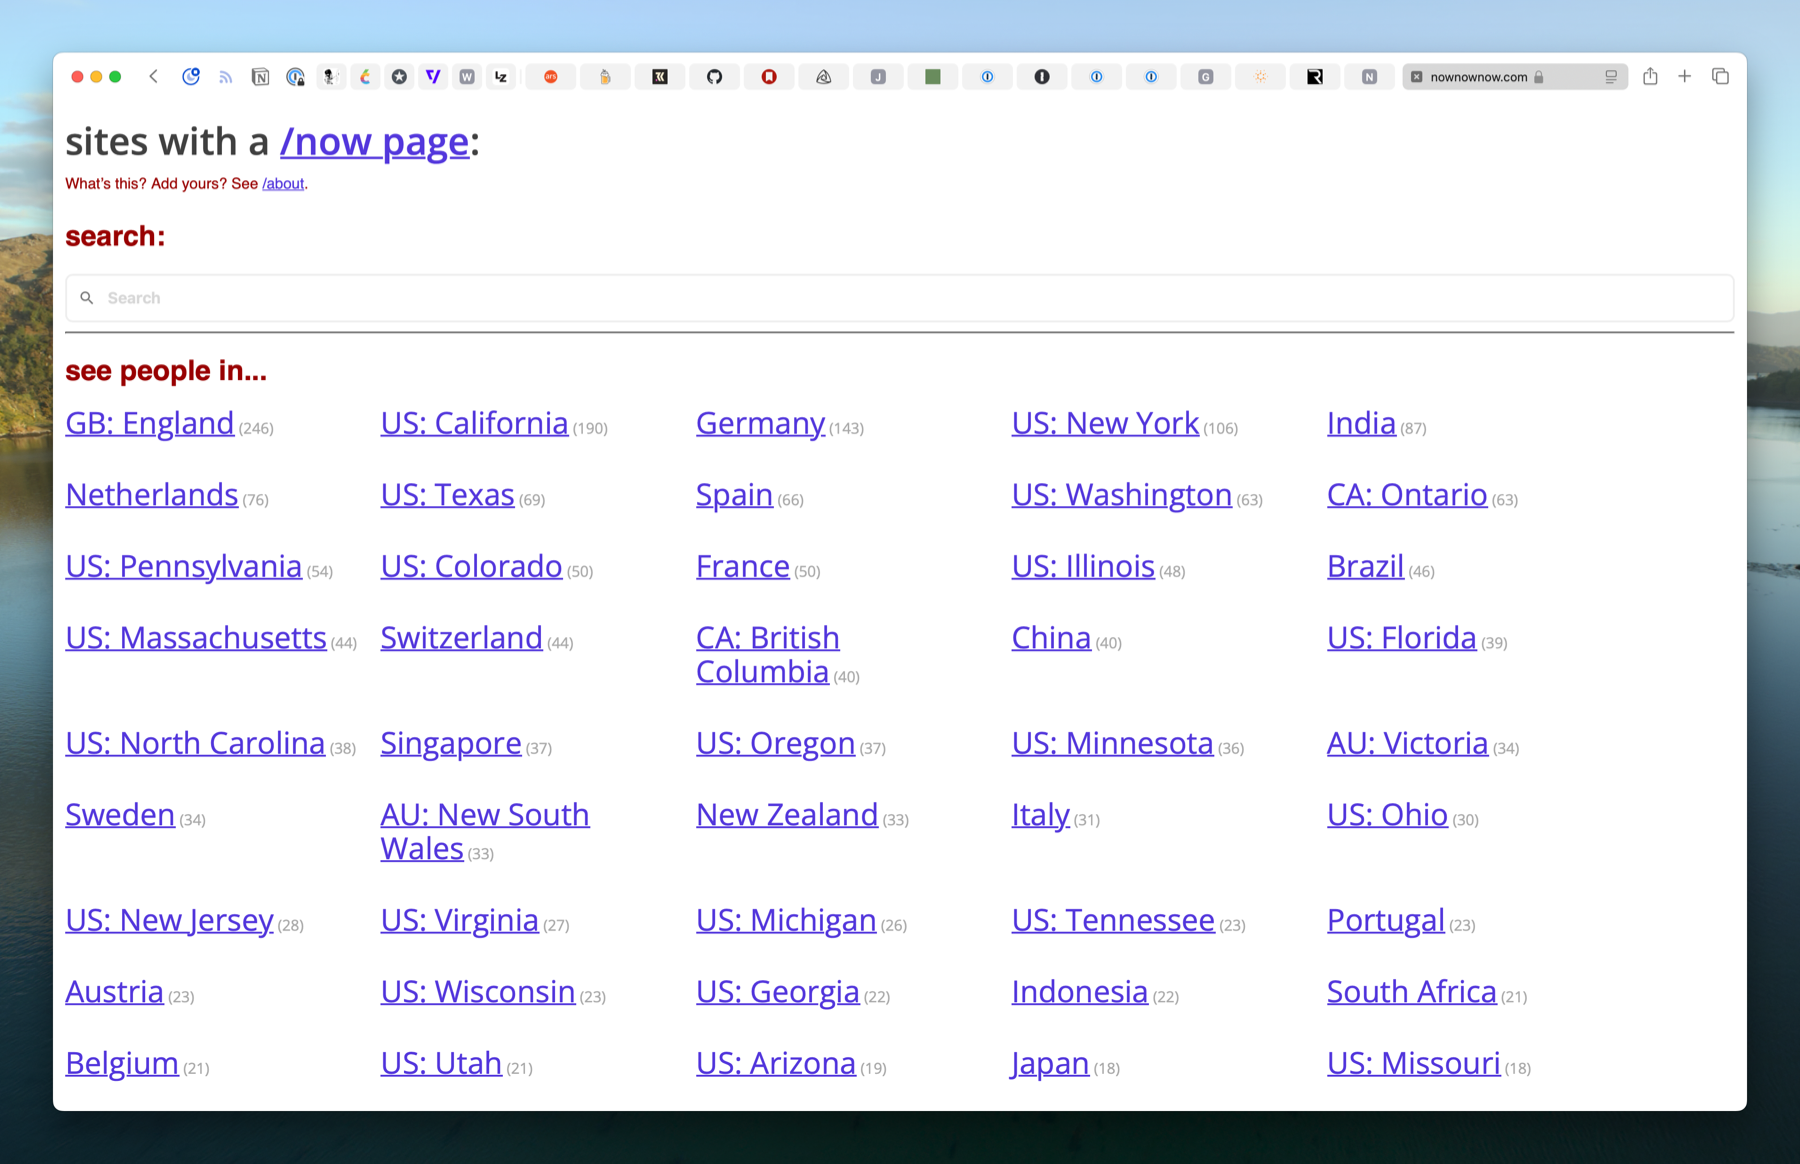 nownownow.com
sites with a /now page:
What's this? Add yours? See /about.
search:
Search
see people in...
GB: England (246) US: California (190) Germany (143) US: New York (106) India (87)
Netherlands (76) US: Texas (69) Spain (66) US: Washington (63) CA: Ontario (63)
US: Pennsylvania (54) US: Colorado (50) France (50) US: Illinois (48) Brazil (46)
US: Massachusetts (44) Switzerland (44) CA: British Columbia (40) China (40) US: Florida (39)
US: North Carolina (38) Singapore (37) US: Oregon (37) US: Minnesota (36) AU: Victoria (34)
Sweden (34) AU: New South Wales (33) New Zealand (33) Italy (31) US: Ohio (30)
US: New Jersey (28) US: Virginia (27) US: Michigan (26) US: Tennessee (23) Portugal (23)
Austria (23) US: Wisconsin (23) US: Georgia (22) Indonesia (22) South Africa (21)
Belgium (21) US: Utah (21) US: Arizona (19) Japan (18) US: Missouri (18)